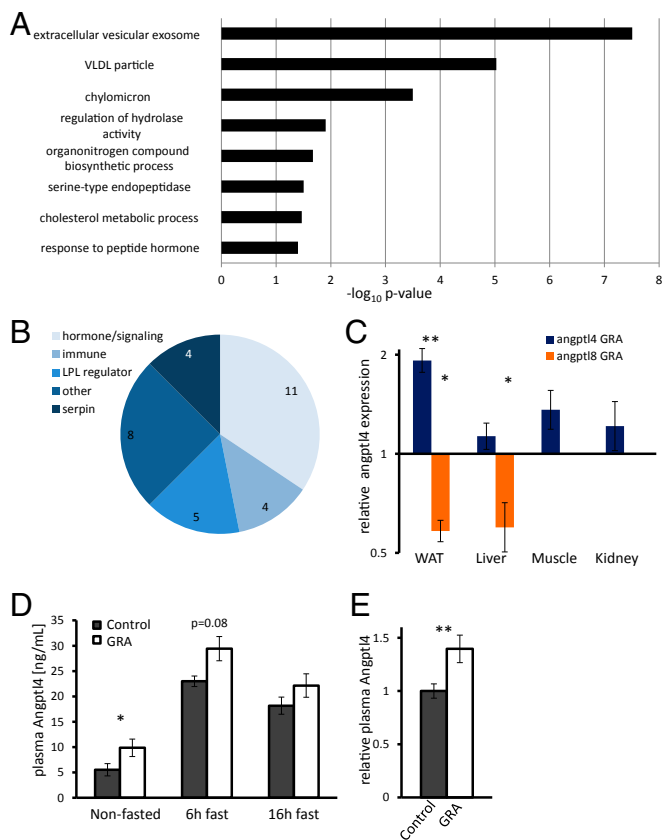 A
extracellular vesicular exosome
VLDL particle
chylomicron
regulation of hydrolase
activity
organonitrogen compound
biosynthetic process
serine-type endopeptidase
cholesterol metabolic process
response to peptide hormone
0 1 2 3 4 5 6 7 8
-log10 p-value
B
hormone/signaling
immune
LPL regulator
other
serpin
4
11
8
5
4
C
angptl4 GRA
angptl8 GRA
relative angptl4 expression
2
1
0.5
**
*
*
WAT Liver Muscle Kidney
D
plasma Angptl4 [ng/mL]
35
30
25
20
15
10
5
0
Control
GRA
p=0.08
*
Non-fasted 6h fast 16h fast
E
relative plasma Angptl4
1.5
1
0.5
0
**
Control
GRA